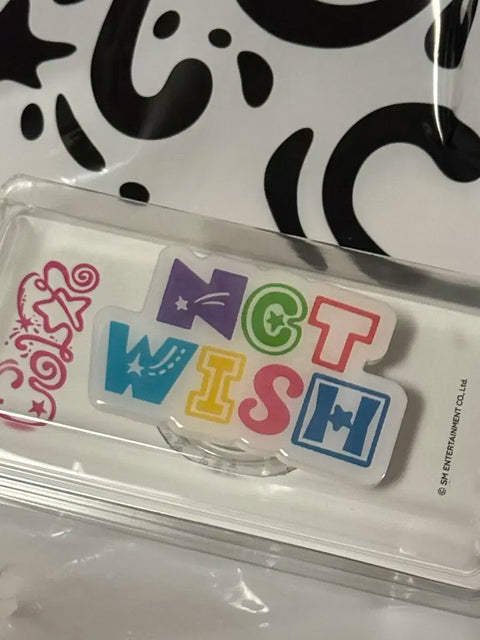 NCT
WISH
© SM ENTERTAINMENT CO., Ltd.